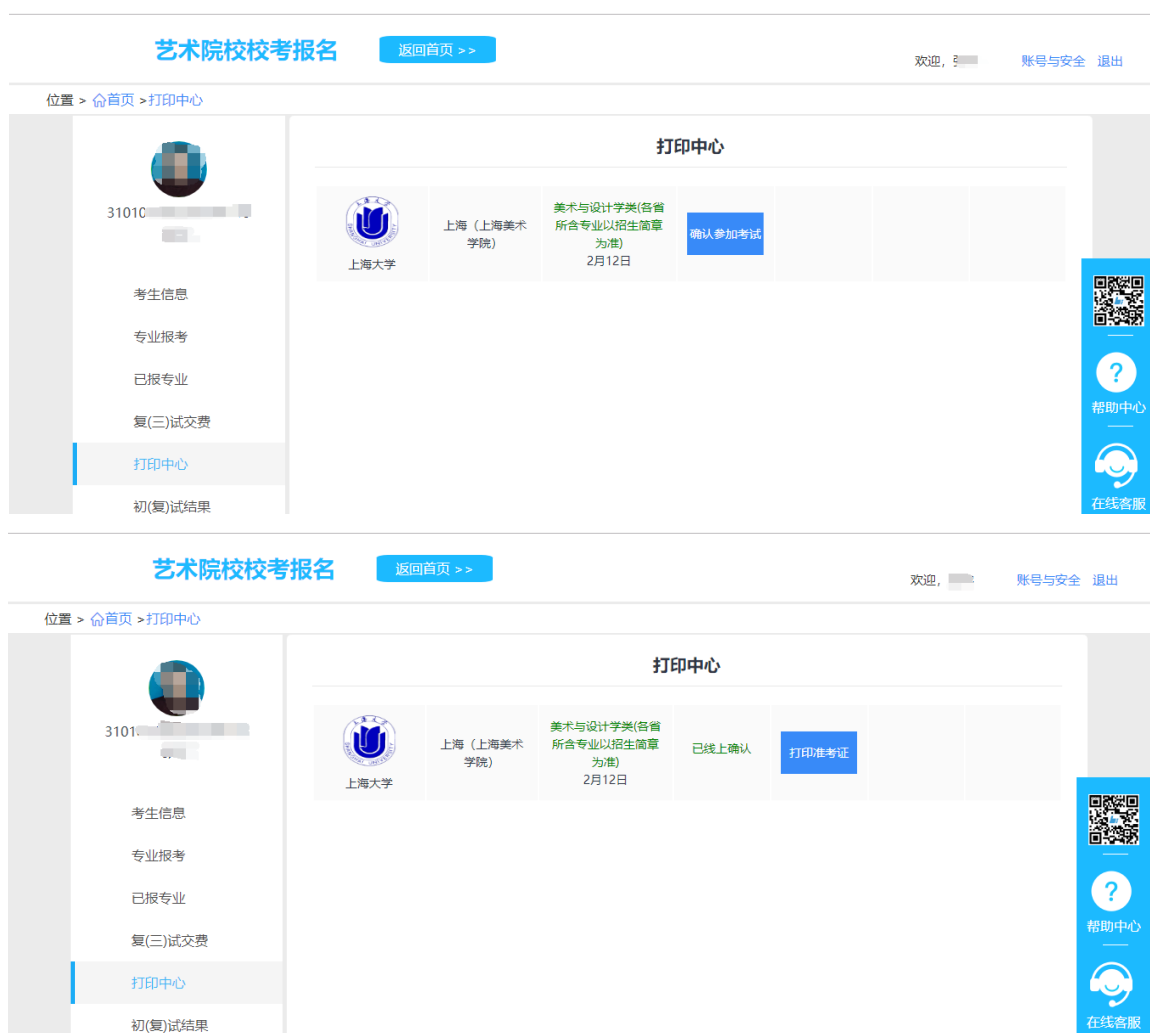 艺术院校校考报名
返回首页 >>
欢迎，
账号与安全 退出
位置 > 首页 >打印中心
31010
考生信息
专业报考
已报专业
复(三)试交费
打印中心
初(复)试结果
打印中心
上海大学
上海（上海美术
学院）
美术与设计学类(各省
所含专业以招生简章
为准)
2月12日
确认参加考试
?
帮助中心
在线客服
艺术院校校考报名
返回首页 >>
欢迎，
账号与安全 退出
位置 > 首页 >打印中心
3101
考生信息
专业报考
已报专业
复(三)试交费
打印中心
初(复)试结果
打印中心
上海大学
上海（上海美术
学院）
美术与设计学类(各省
所含专业以招生简章
为准)
2月12日
已线上确认
打印准考证
?
帮助中心
在线客服